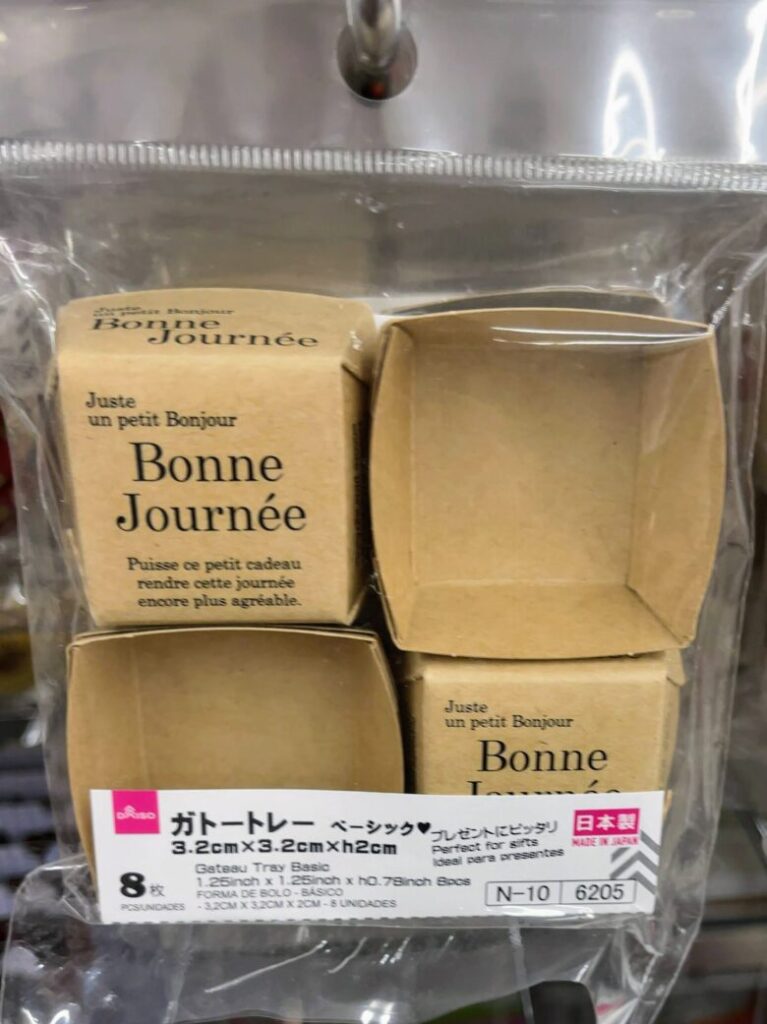 Juste
un petit Bonjour
Bonne
Journée
Juste
un petit Bonjour
Bonne
Journée
Puisse ce petit cadeau
rendre cette journée
encore plus agréable.
Juste
un petit Bonjour
Bonne
Journée
DAISO
ガトートレー ベーシック♥プレゼントにピッタリ
3.2cm×3.2cm×h2cm
Perfect for gifts
Ideal para presentes
日本製
MADE IN JAPAN
Gateau Tray Basic
1.25inch x 1.25inch x h0.78inch 8pcs
FORMA DE BOLO - BÁSICO
- 3,2CM X 3,2CM X 2CM - 8 UNIDADES
8枚
PCS/UNIDADES
N-10 6205